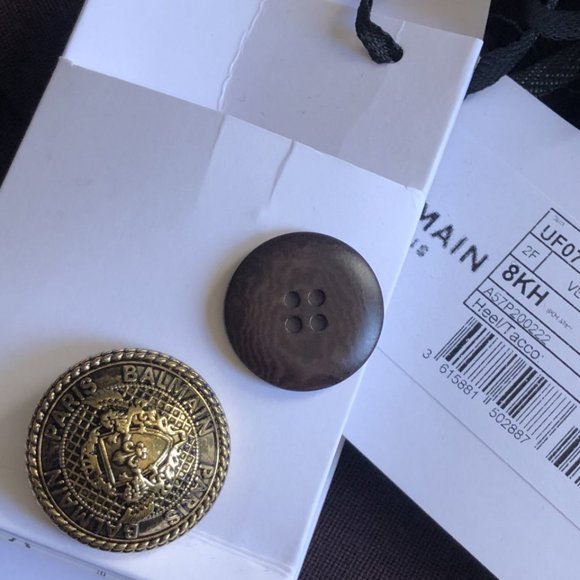 BALMAIN PARIS BALMAIN PARIS
MAIN
2F
UF07
8KH
A57P200222
Heel/Tacco:
3 615881 502887